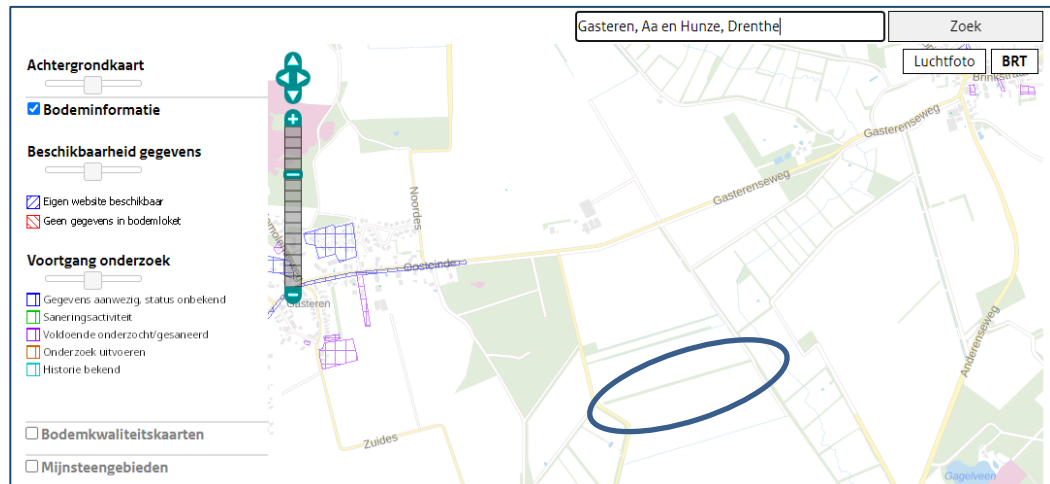 Gasteren, Aa en Hunze, Drenthe
Zoek
Luchtfoto
BRT
Achtergrondkaart
Bodeminformatie
Beschikbaarheid gegevens
Eigen website beschikbaar
Geen gegevens in bodemloket
Voortgang onderzoek
Gegevens aanwezig, status onbekend
Saneringsactiviteit
Voldoende onderzocht/gesaneerd
Onderzoek uitvoeren
Historie bekend
Bodemkwaliteitskaarten
Mijnsteengebieden
Gasterenseweg
Gasterenseweg
Noordes
Oosteinde
Gasteren
Zuides
Anderenseweg
Gagelveen